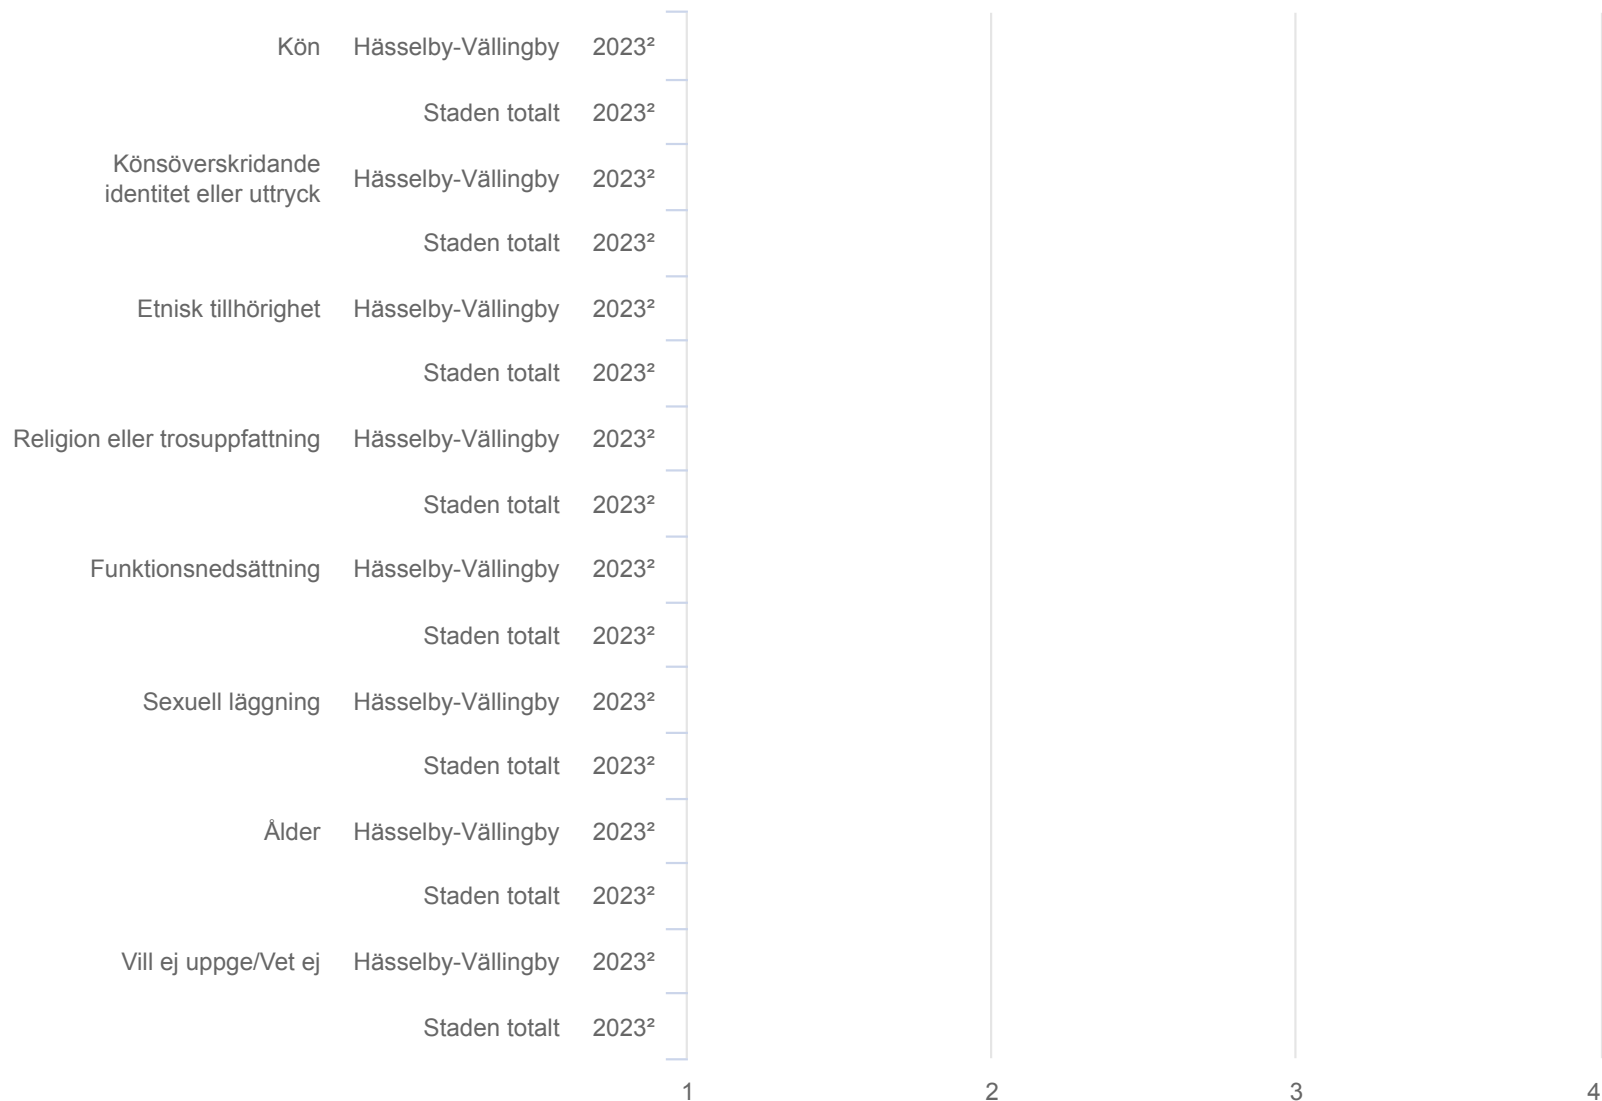 Kön Hässelby-Vällingby 2023²
Staden totalt 2023²
Könsöverskridande
identitet eller uttryck Hässelby-Vällingby 2023²
Staden totalt 2023²
Etnisk tillhörighet Hässelby-Vällingby 2023²
Staden totalt 2023²
Religion eller trosuppfattning Hässelby-Vällingby 2023²
Staden totalt 2023²
Funktionsnedsättning Hässelby-Vällingby 2023²
Staden totalt 2023²
Sexuell läggning Hässelby-Vällingby 2023²
Staden totalt 2023²
Ålder Hässelby-Vällingby 2023²
Staden totalt 2023²
Vill ej uppge/Vet ej Hässelby-Vällingby 2023²
Staden totalt 2023²
1 2 3 4